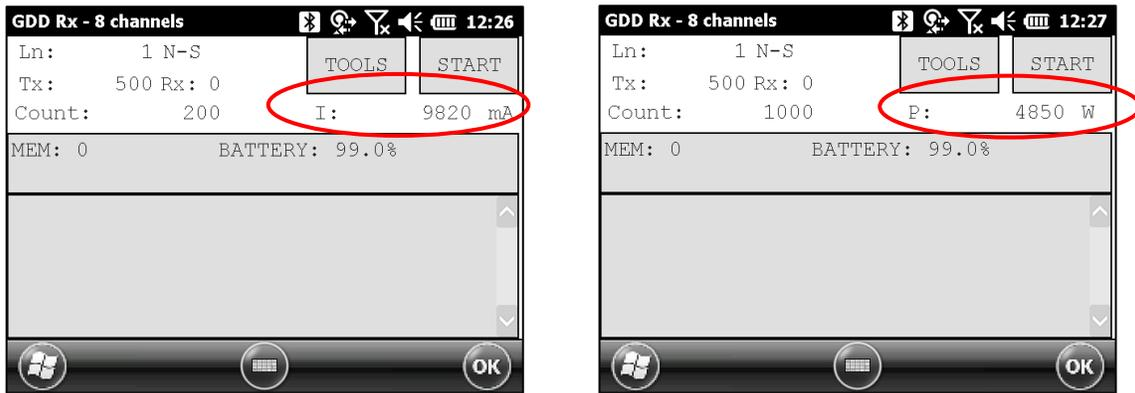 GDD Rx - 8 channels 12:26
Ln: 1 N-S
TOOLS START
Tx: 500 Rx: 0
Count: 200 I: 9820 mA
MEM: 0 BATTERY: 99.0%
OK
GDD Rx - 8 channels 12:27
Ln: 1 N-S
TOOLS START
Tx: 500 Rx: 0
Count: 1000 P: 4850 W
MEM: 0 BATTERY: 99.0%
OK